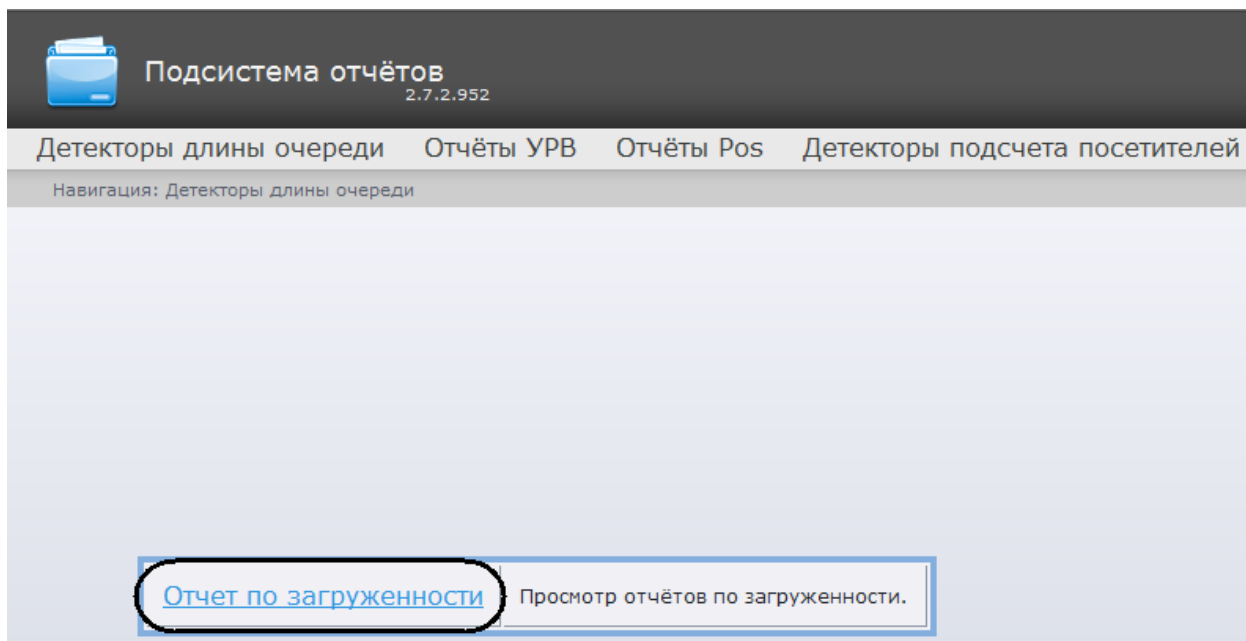 Подсистема отчётов
2.7.2.952
Детекторы длины очереди Отчёты УРВ Отчёты Pos Детекторы подсчета посетителей
Навигация: Детекторы длины очереди
Отчет по загруженности Просмотр отчётов по загруженности.